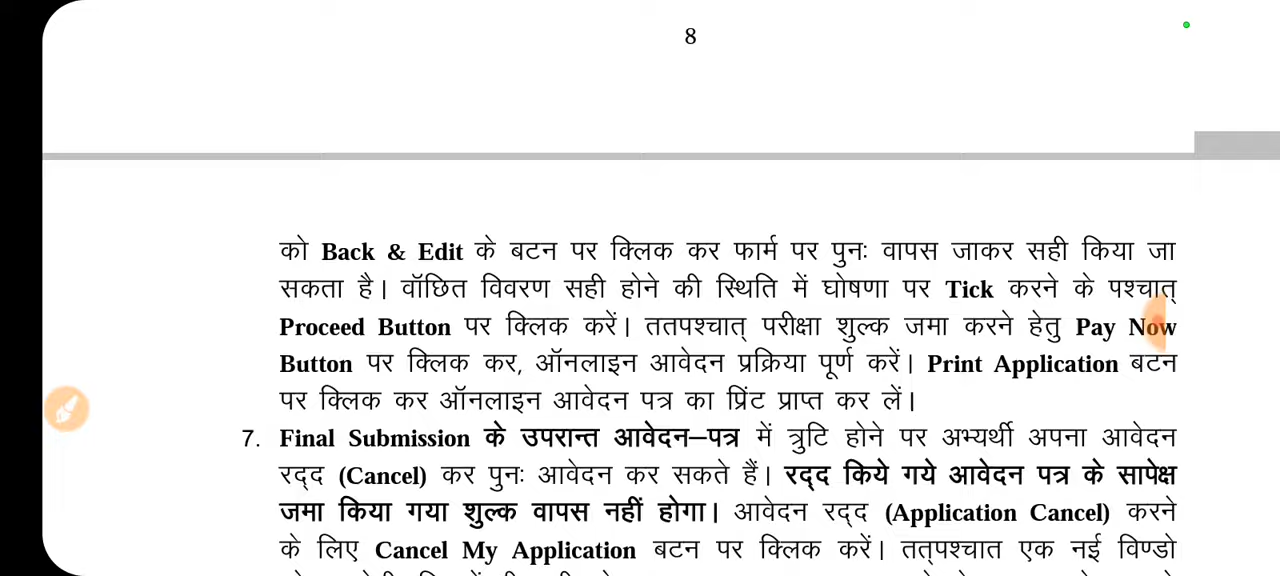 8
को Back & Edit के बटन पर क्लिक कर फार्म पर पुनः वापस जाकर सही किया जा
सकता है। वॉछित विवरण सही होने की स्थिति में घोषणा पर Tick करने के पश्चात्
Proceed Button पर क्लिक करें। ततपश्चात् परीक्षा शुल्क जमा करने हेतु Pay Now
Button पर क्लिक कर, ऑनलाइन आवेदन प्रक्रिया पूर्ण करें। Print Application बटन
पर क्लिक कर ऑनलाइन आवेदन पत्र का प्रिंट प्राप्त कर लें।
7. Final Submission के उपरान्त आवेदन–पत्र में त्रुटि होने पर अभ्यर्थी अपना आवेदन
रद्द (Cancel) कर पुनः आवेदन कर सकते हैं। रद्द किये गये आवेदन पत्र के सापेक्ष
जमा किया गया शुल्क वापस नहीं होगा। आवेदन रद्द (Application Cancel) करने
के लिए Cancel My Application बटन पर क्लिक करें। तत्पश्चात एक नई विण्डो